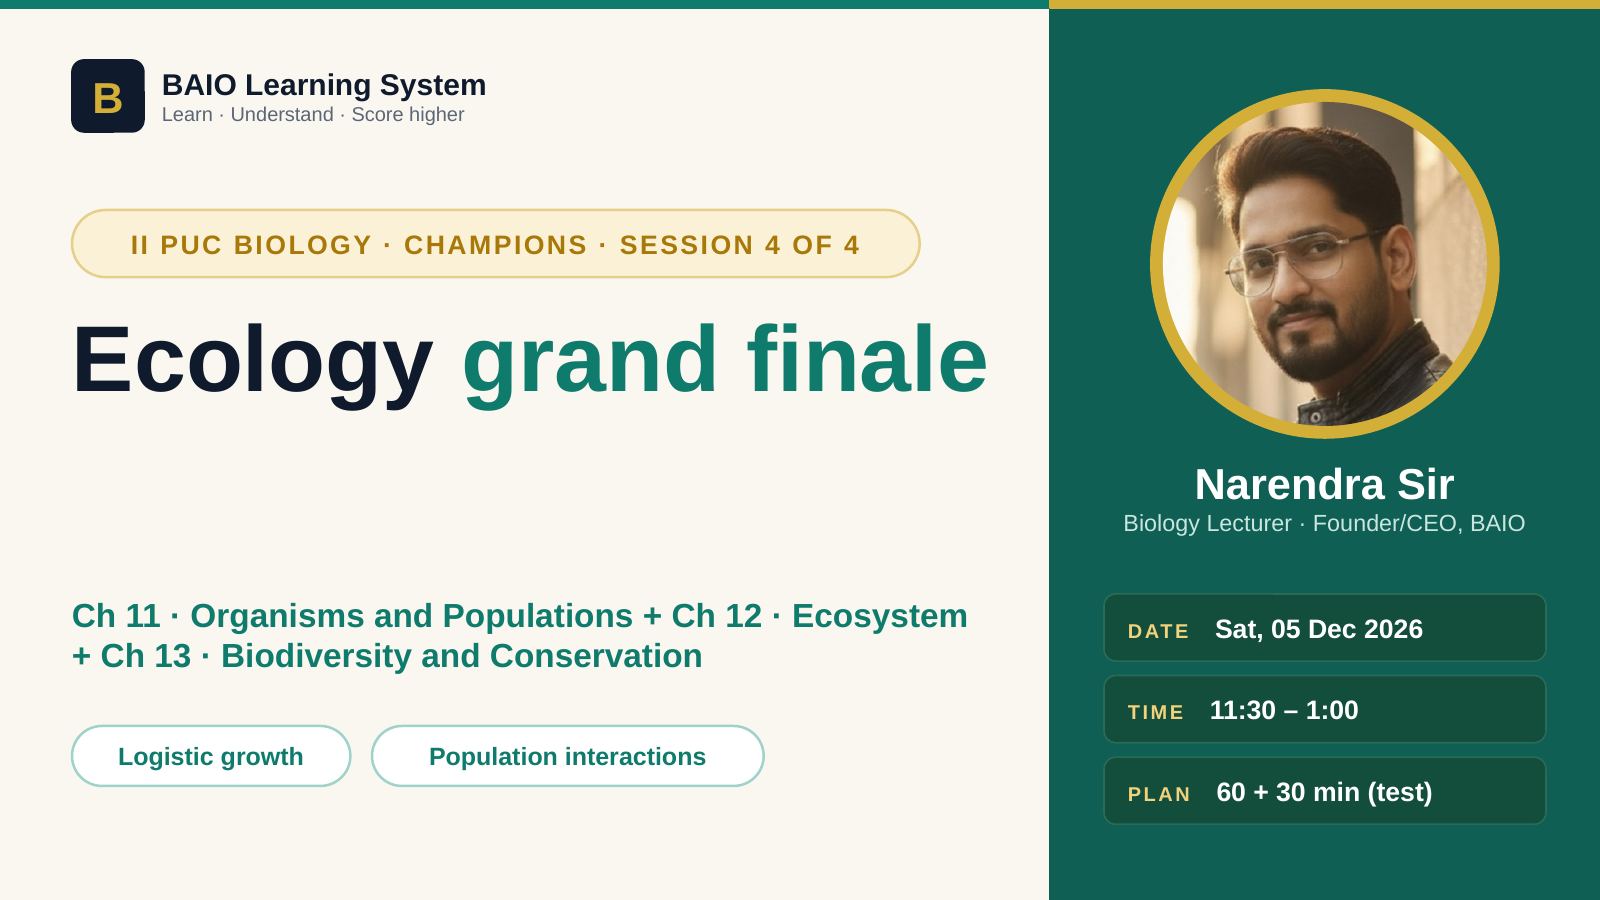 B
BAIO Learning System
Learn · Understand · Score higher
II PUC BIOLOGY · CHAMPIONS · SESSION 4 OF 4
Ecology grand finale
Ch 11 · Organisms and Populations + Ch 12 · Ecosystem
+ Ch 13 · Biodiversity and Conservation
Logistic growth
Population interactions
Narendra Sir
Biology Lecturer · Founder/CEO, BAIO
DATE Sat, 05 Dec 2026
TIME 11:30 – 1:00
PLAN 60 + 30 min (test)